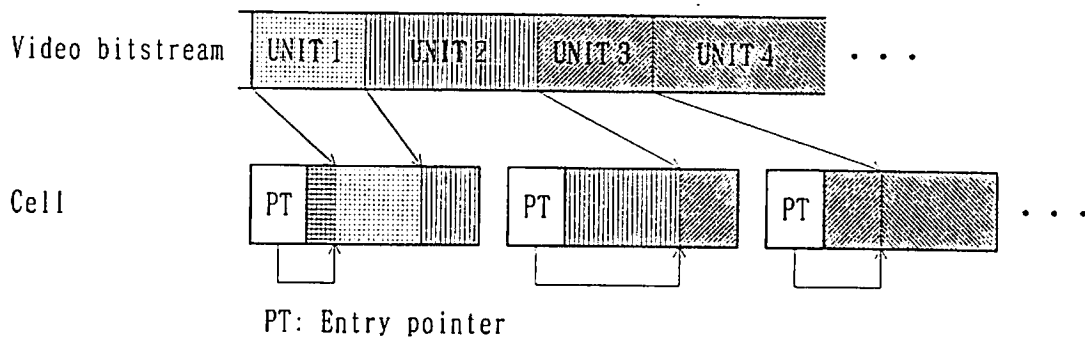 Video bitstream UNIT 1 UNIT 2 UNIT 3 UNIT 4 . . .
Cell PT PT PT . . .
PT: Entry pointer